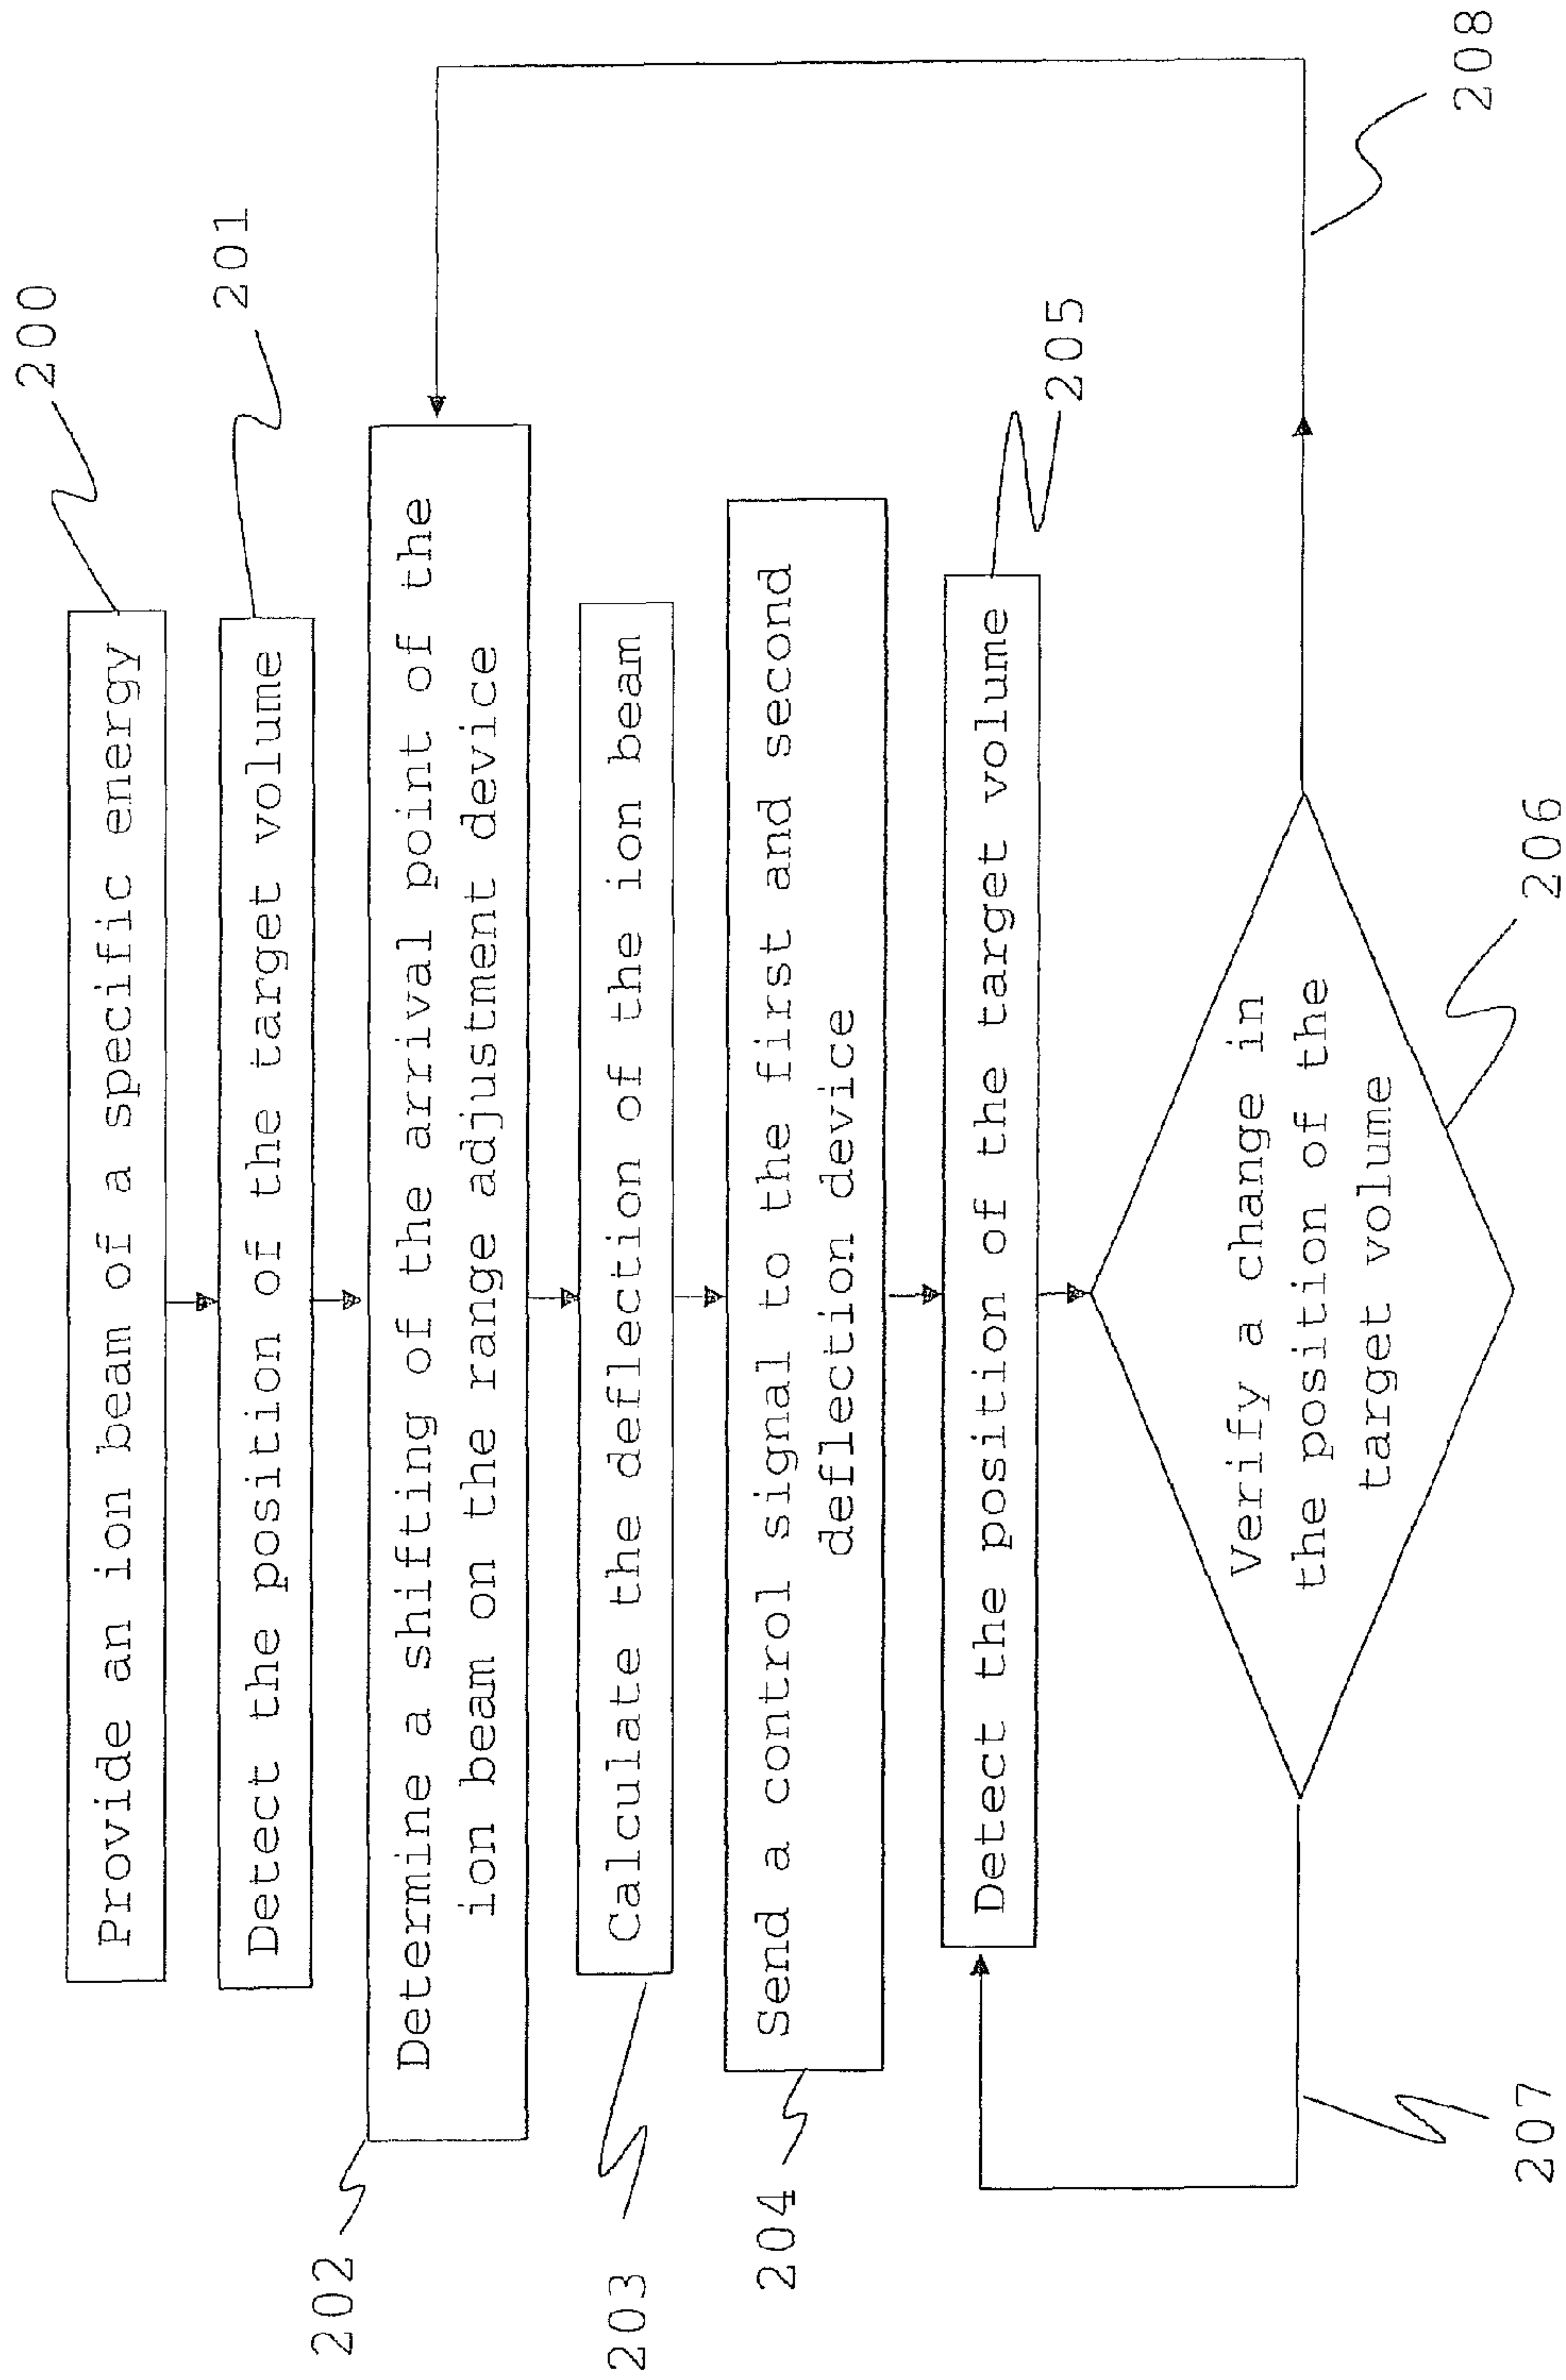 200
Provide an ion beam of a specific energy
201
Detect the position of the target volume
202
Determine a shifting of the arrival point of the
ion beam on the range adjustment device
203
Calculate the deflection of the ion beam
204
Send a control signal to the first and second
deflection device
205
Detect the position of the target volume
Verify a change in
the position of the
target volume
206
207
208